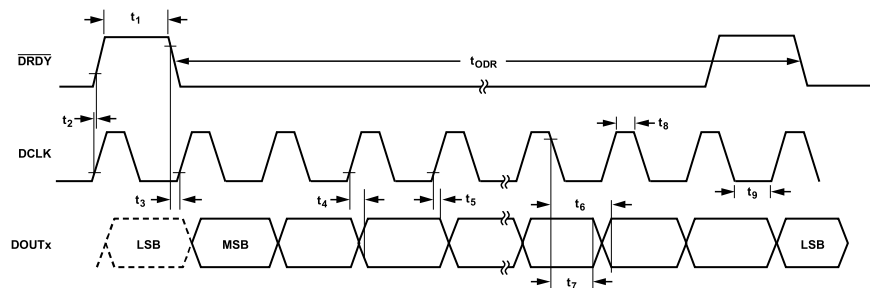 t1
DRDY
tODR
t2
t8
DCLK
t3
t4
t5
t6
t9
DOUTx
LSB
MSB
LSB
t7